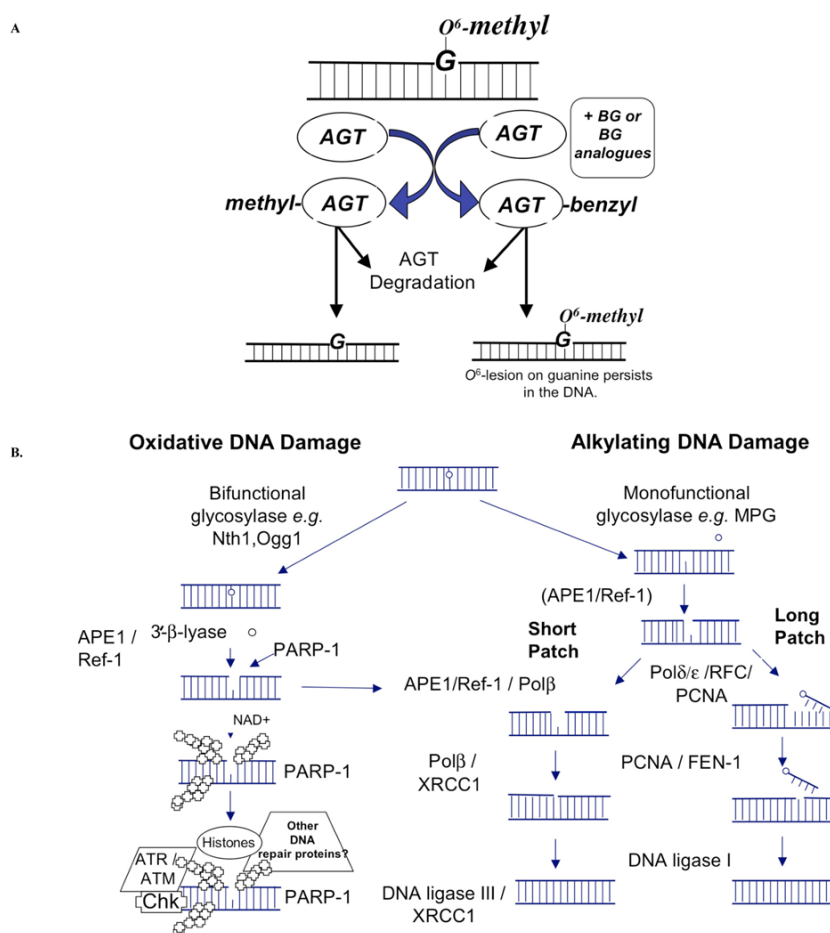 A
O⁶-methyl
G
AGT
AGT
+ BG or
BG
analogues
methyl-
AGT
AGT
-benzyl
AGT
Degradation
G
O⁶-methyl
G
O⁶-lesion on guanine persists
in the DNA.
B.
Oxidative DNA Damage
Alkylating DNA Damage
Bifunctional
glycosylase e.g.
Nth1,Ogg1
Monofunctional
glycosylase e.g. MPG
(APE1/Ref-1)
APE1 /
Ref-1
3′-β-lyase
PARP-1
Short
Patch
Long
Patch
APE1/Ref-1 / Polβ
Polδ/ε /RFC/
PCNA
NAD+
PARP-1
Polβ /
XRCC1
PCNA / FEN-1
Histones
Other
DNA
repair proteins?
ATR /
ATM
Chk
PARP-1
DNA ligase III /
XRCC1
DNA ligase I